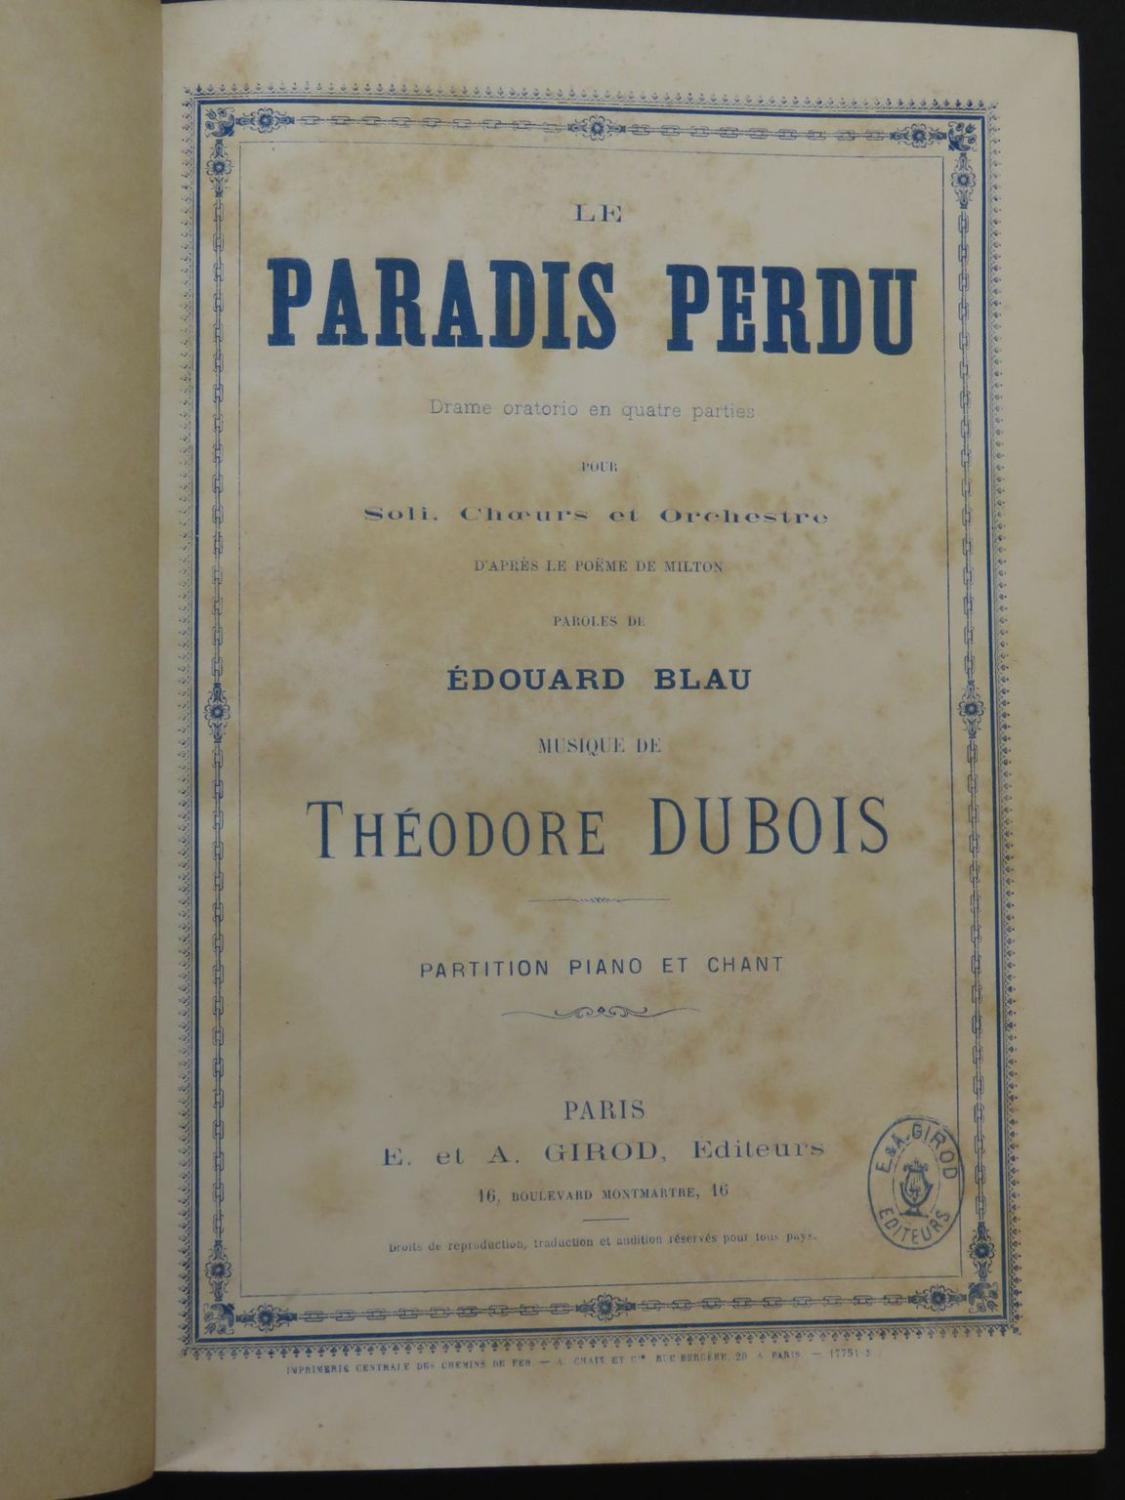 LE
PARADIS PERDU
Drame oratorio en quatre parties
POUR
Soli, Chœurs et Orchestre
D'APRÈS LE POËME DE MILTON
PAROLES DE
ÉDOUARD BLAU
MUSIQUE DE
THÉODORE DUBOIS
PARTITION PIANO ET CHANT
PARIS
E. et A. GIROD, Editeurs
16, BOULEVARD MONTMARTRE, 16
Droits de reproduction, traduction et audition réservés pour tous pays.
E & A. GIROD
EDITEURS
IMPRIMERIE CENTRALE DES CHEMINS DE FER — A. CHAIX ET Cie RUE BERGÈRE, 20 A PARIS. —